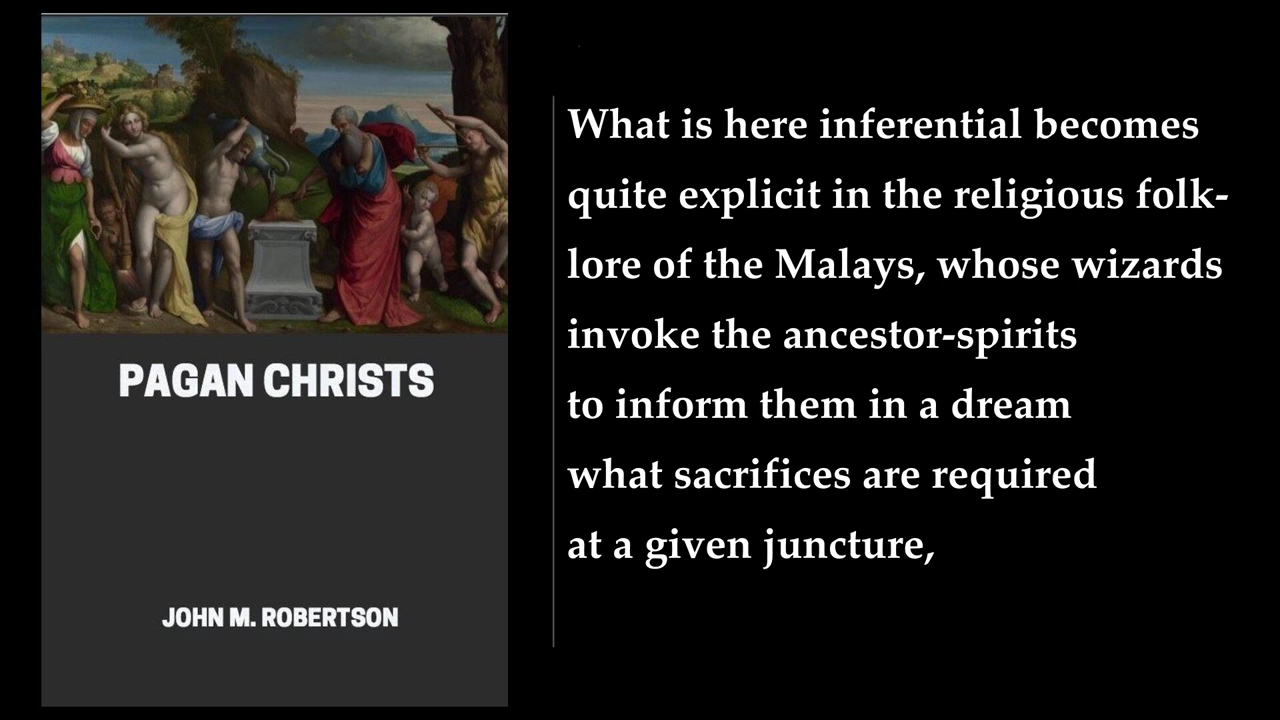 PAGAN CHRISTS
JOHN M. ROBERTSON
What is here inferential becomes
quite explicit in the religious folk-
lore of the Malays, whose wizards
invoke the ancestor-spirits
to inform them in a dream
what sacrifices are required
at a given juncture,